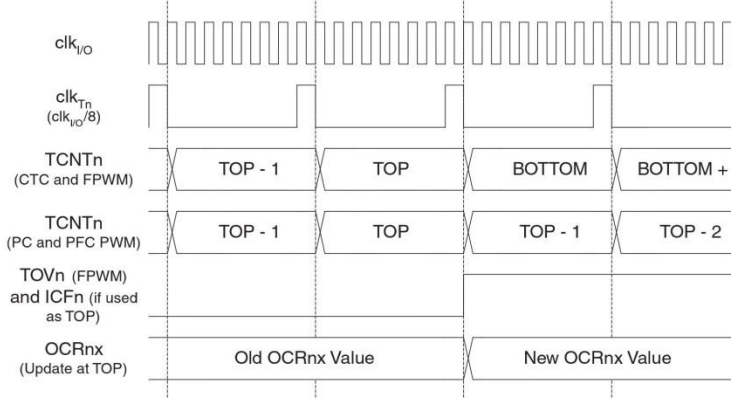 clkI/O
clkTn
(clkI/O/8)
TCNTn
(CTC and FPWM)
TOP - 1 TOP BOTTOM BOTTOM +
TCNTn
(PC and PFC PWM)
TOP - 1 TOP TOP - 1 TOP - 2
TOVn (FPWM)
and ICFn (if used
as TOP)
OCRnx
(Update at TOP)
Old OCRnx Value New OCRnx Value